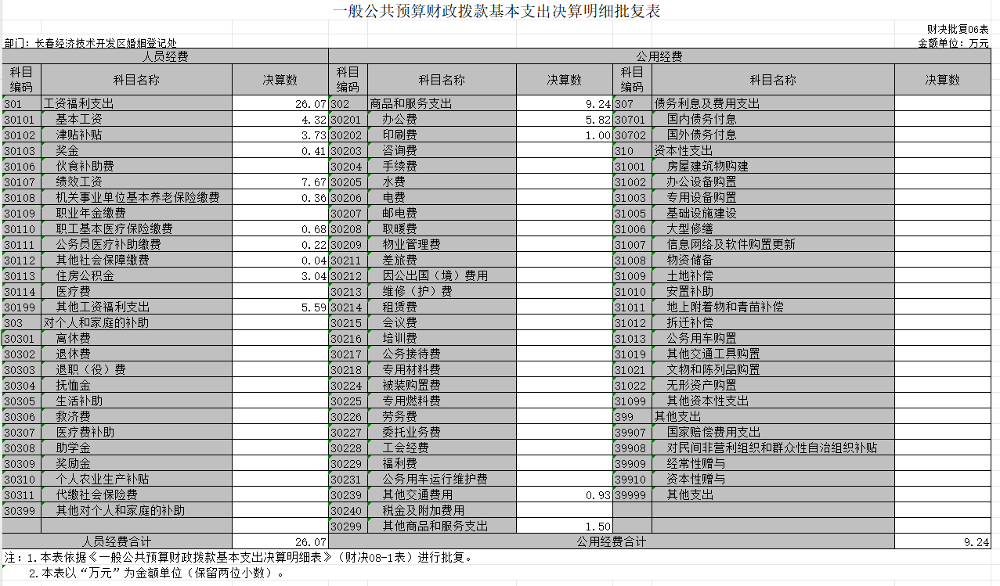 一般公共预算财政拨款基本支出决算明细批复表
财决批复06表
部门：长春经济技术开发区婚姻登记处 金额单位：万元
人员经费 公用经费
科目编码 科目名称 决算数 科目编码 科目名称 决算数 科目编码 科目名称 决算数
301 工资福利支出 26.07 302 商品和服务支出 9.24 307 债务利息及费用支出
30101 基本工资 4.32 30201 办公费 5.82 30701 国内债务付息
30102 津贴补贴 3.73 30202 印刷费 1.00 30702 国外债务付息
30103 奖金 0.41 30203 咨询费 310 资本性支出
30106 伙食补助费 30204 手续费 31001 房屋建筑物购建
30107 绩效工资 7.67 30205 水费 31002 办公设备购置
30108 机关事业单位基本养老保险缴费 0.36 30206 电费 31003 专用设备购置
30109 职业年金缴费 30207 邮电费 31005 基础设施建设
30110 职工基本医疗保险缴费 0.68 30208 取暖费 31006 大型修缮
30111 公务员医疗补助缴费 0.22 30209 物业管理费 31007 信息网络及软件购置更新
30112 其他社会保障缴费 0.04 30211 差旅费 31008 物资储备
30113 住房公积金 3.04 30212 因公出国（境）费用 31009 土地补偿
30114 医疗费 30213 维修（护）费 31010 安置补助
30199 其他工资福利支出 5.59 30214 租赁费 31011 地上附着物和青苗补偿
303 对个人和家庭的补助 30215 会议费 31012 拆迁补偿
30301 离休费 30216 培训费 31013 公务用车购置
30302 退休费 30217 公务接待费 31019 其他交通工具购置
30303 退职（役）费 30218 专用材料费 31021 文物和陈列品购置
30304 抚恤金 30224 被装购置费 31022 无形资产购置
30305 生活补助 30225 专用燃料费 31099 其他资本性支出
30306 救济费 30226 劳务费 399 其他支出
30307 医疗费补助 30227 委托业务费 39907 国家赔偿费用支出
30308 助学金 30228 工会经费 39908 对民间非营利组织和群众性自治组织补贴
30309 奖励金 30229 福利费 39909 经常性赠与
30310 个人农业生产补贴 30231 公务用车运行维护费 39910 资本性赠与
30311 代缴社会保险费 30239 其他交通费用 0.93 39999 其他支出
30399 其他对个人和家庭的补助 30240 税金及附加费用
30299 其他商品和服务支出 1.50
人员经费合计 26.07 公用经费合计 9.24
注：1.本表依据《一般公共预算财政拨款基本支出决算明细表》（财决08-1表）进行批复。
2.本表以“万元”为金额单位（保留两位小数）。